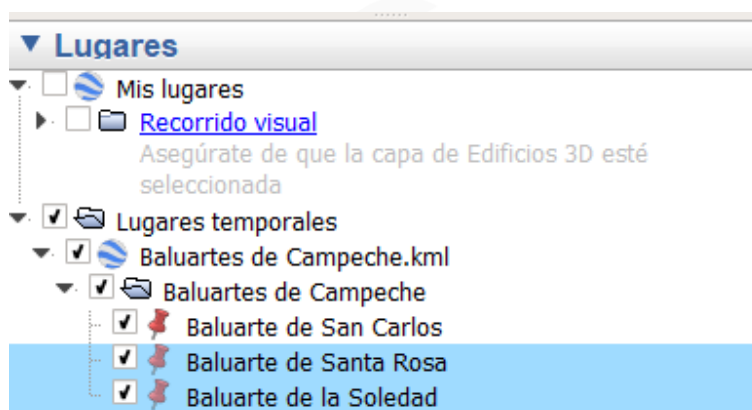 Lugares
Mis lugares
Recorrido visual
Asegúrate de que la capa de Edificios 3D esté
seleccionada
Lugares temporales
Baluartes de Campeche.kml
Baluartes de Campeche
Baluarte de San Carlos
Baluarte de Santa Rosa
Baluarte de la Soledad